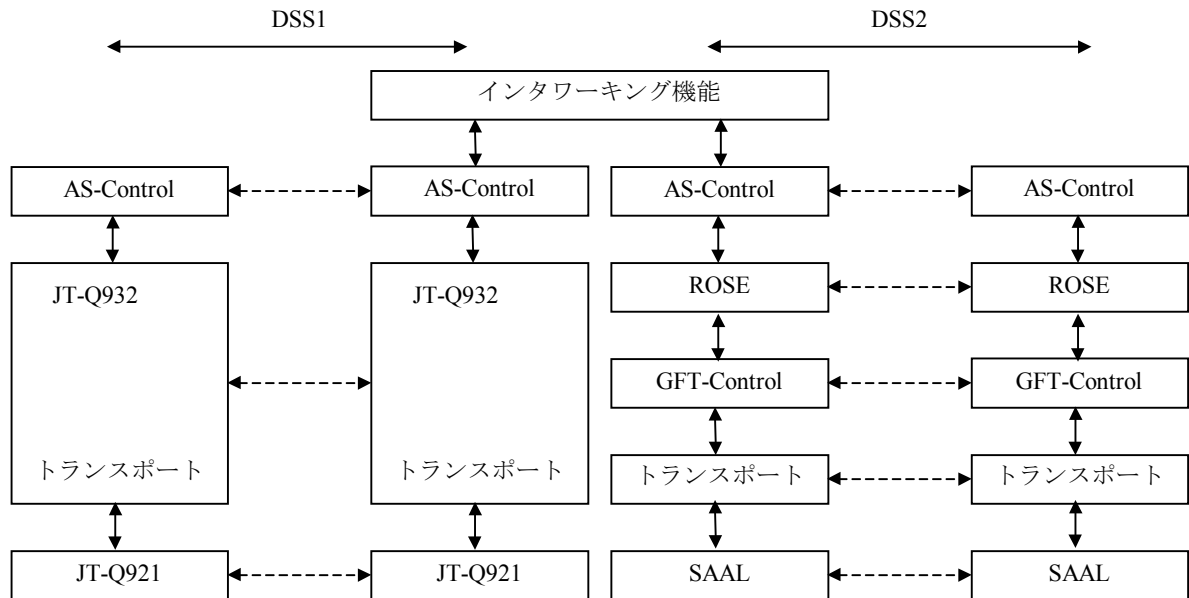 DSS1 DSS2
インタワーキング機能
AS-Control AS-Control AS-Control AS-Control
JT-Q932 JT-Q932 ROSE ROSE
GFT-Control GFT-Control
トランスポート トランスポート トランスポート トランスポート
JT-Q921 JT-Q921 SAAL SAAL